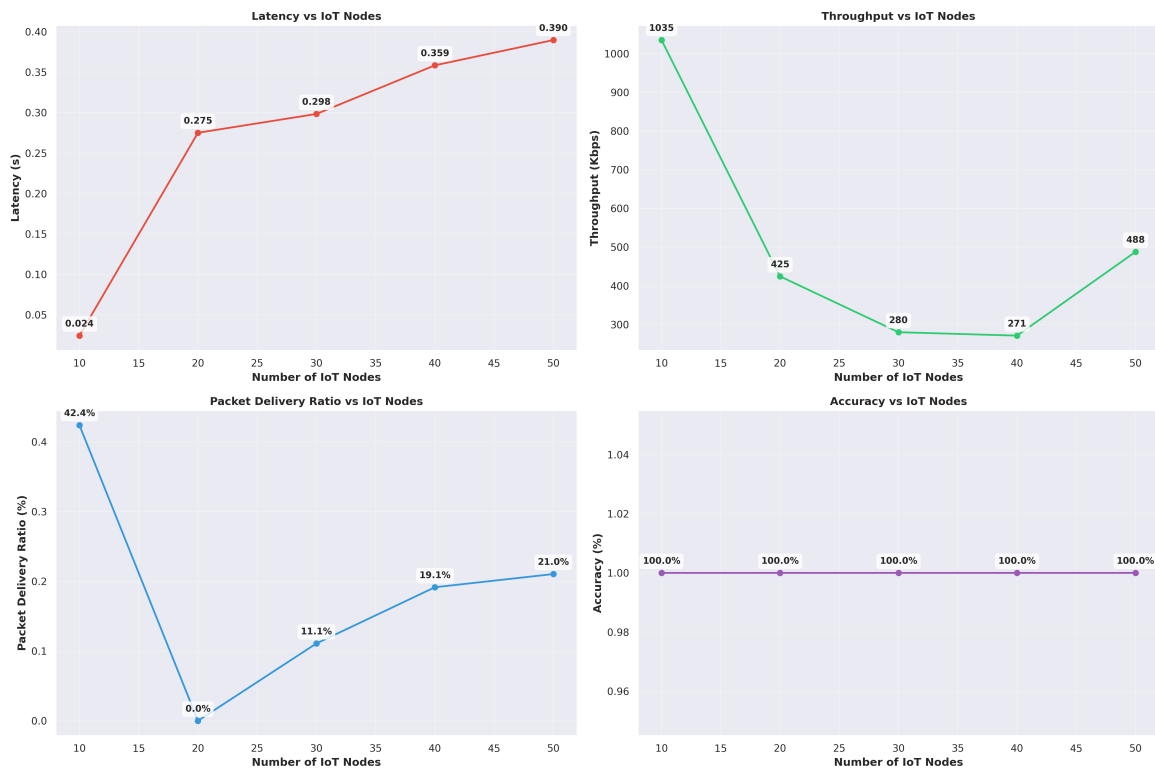 Latency vs IoT Nodes
0.40
0.35
0.30
0.25
0.20
0.15
0.10
0.05
Latency (s)
0.024
0.275
0.298
0.359
0.390
10 15 20 25 30 35 40 45 50
Number of IoT Nodes
Throughput vs IoT Nodes
1000
900
800
700
600
500
400
300
Throughput (Kbps)
1035
425
280
271
488
10 15 20 25 30 35 40 45 50
Number of IoT Nodes
Packet Delivery Ratio vs IoT Nodes
0.4
0.3
0.2
0.1
0.0
Packet Delivery Ratio (%)
42.4%
0.0%
11.1%
19.1%
21.0%
10 15 20 25 30 35 40 45 50
Number of IoT Nodes
Accuracy vs IoT Nodes
1.04
1.02
1.00
0.98
0.96
Accuracy (%)
100.0% 100.0% 100.0% 100.0% 100.0%
10 15 20 25 30 35 40 45 50
Number of IoT Nodes